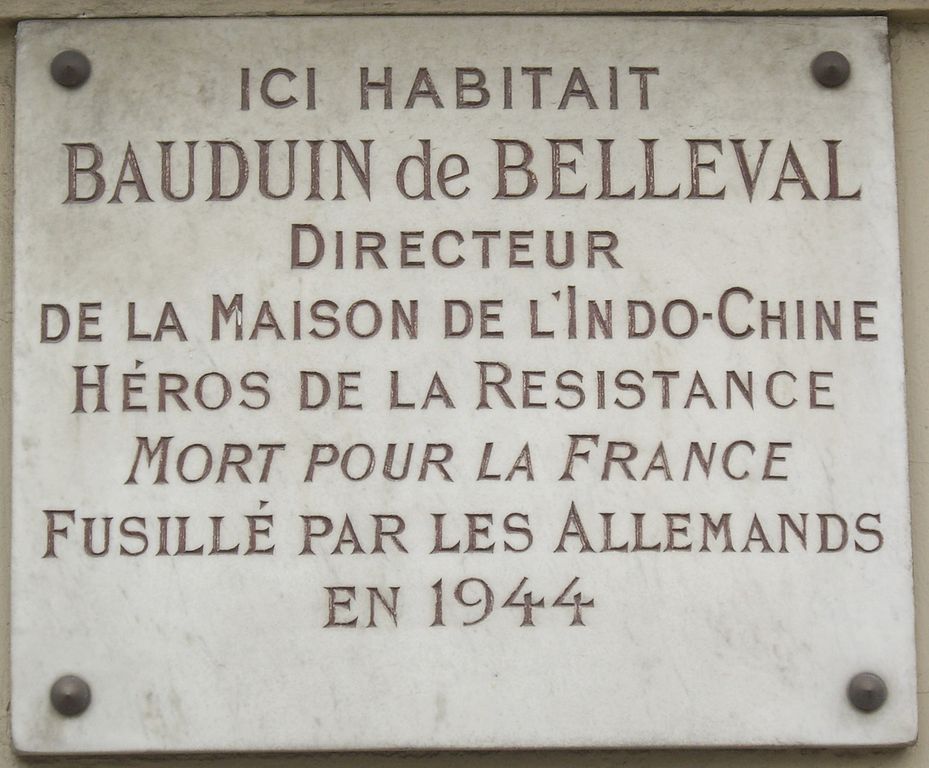 ICI HABITAIT
BAUDUIN de BELLEVAL
DIRECTEUR
DE LA MAISON DE L'INDO-CHINE
HÉROS DE LA RESISTANCE
MORT POUR LA FRANCE
FUSILLÉ PAR LES ALLEMANDS
EN 1944